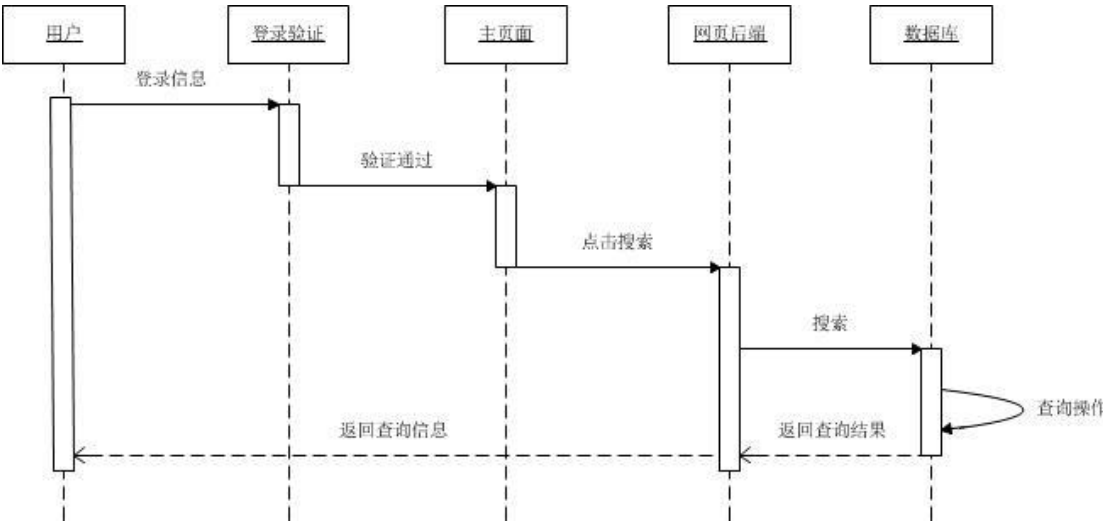 用户
登录验证
主页面
网页后端
数据库
登录信息
验证通过
点击搜索
搜索
查询操作
返回查询信息
返回查询结果